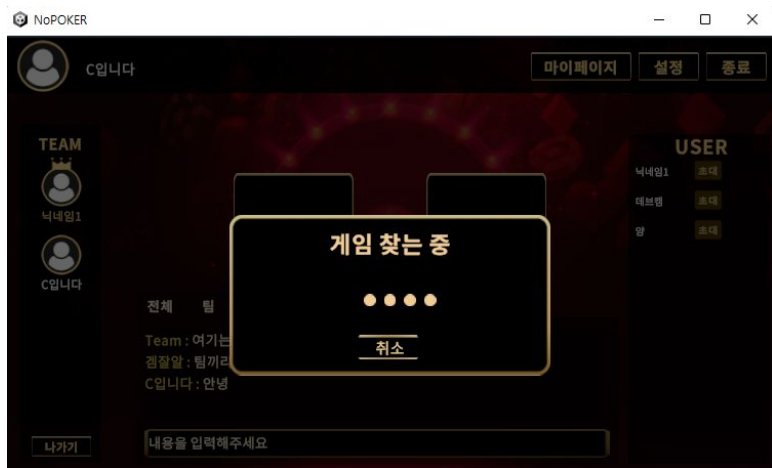 NoPOKER
C입니다
마이페이지 설정 종료
TEAM
닉네임1
C입니다
USER
닉네임1 초대
데브캠 초대
얌 초대
게임 찾는 중
취소
전체 팀
Team : 여기는
겜잘알 : 팀끼리
C입니다 : 안녕
나가기
내용을 입력해주세요